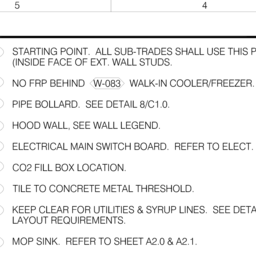 5 4
STARTING POINT. ALL SUB-TRADES SHALL USE THIS
(INSIDE FACE OF EXT. WALL STUDS.
NO FRP BEHIND W-083 WALK-IN COOLER/FREEZER.
PIPE BOLLARD. SEE DETAIL 8/C1.0.
HOOD WALL, SEE WALL LEGEND.
ELECTRICAL MAIN SWITCH BOARD. REFER TO ELECT.
CO2 FILL BOX LOCATION.
TILE TO CONCRETE METAL THRESHOLD.
KEEP CLEAR FOR UTILITIES & SYRUP LINES. SEE
LAYOUT REQUIREMENTS.
MOP SINK. REFER TO SHEET A2.0 & A2.1.